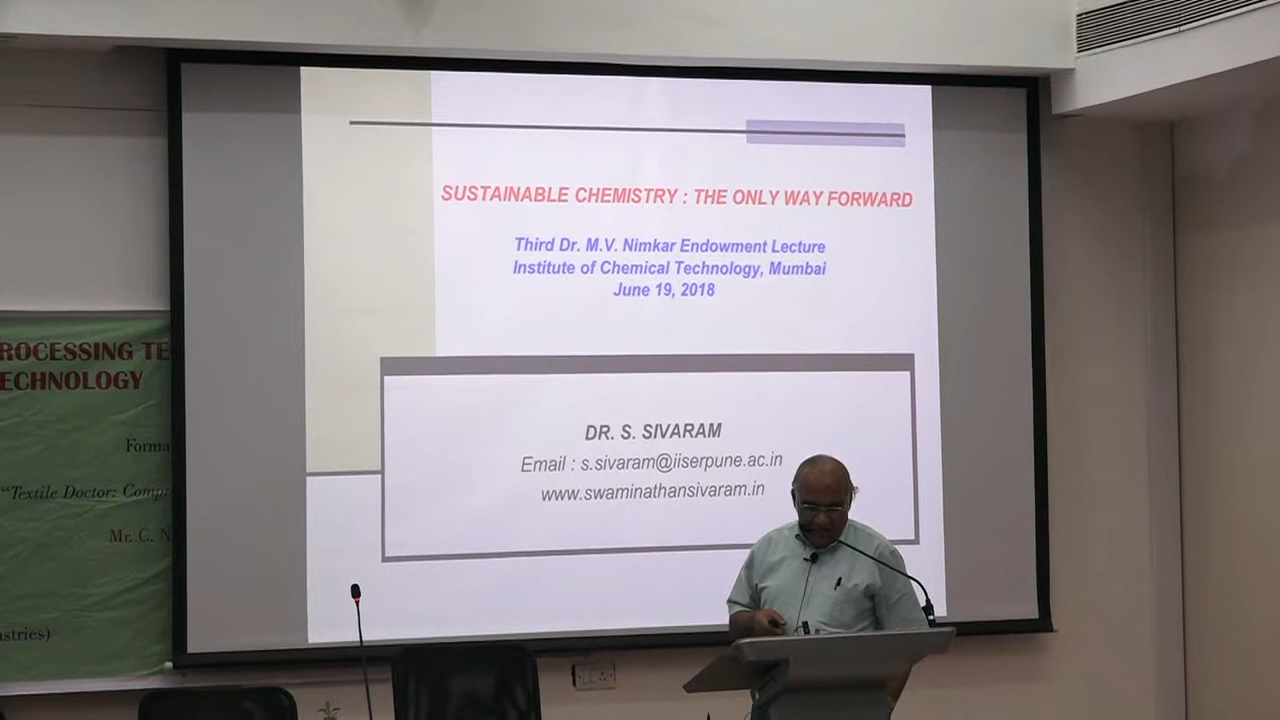 SUSTAINABLE CHEMISTRY : THE ONLY WAY FORWARD
Third Dr. M.V. Nimkar Endowment Lecture
Institute of Chemical Technology, Mumbai
June 19, 2018
DR. S. SIVARAM
Email : s.sivaram@iiserpune.ac.in
www.swaminathansivaram.in
ROCESSING TE
ECHNOLOGY
Forma
“Textile Doctor: Comp
Mr. C. N
stries)